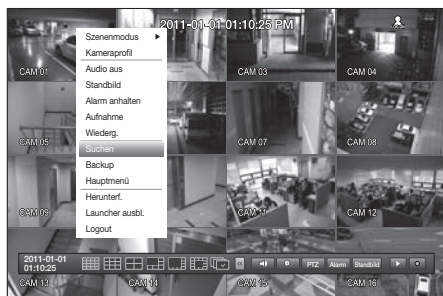 2011-01-01 01:10:25 PM
CAM 01
CAM 03
CAM 04
Szenenmodus
Kameraprofil
Audio aus
Standbild
Alarm anhalten
Aufnahme
Wiederg.
Suchen
Backup
Hauptmenü
Herunterf.
Launcher ausbl.
Logout
CAM 05
CAM 07
CAM 08
CAM 09
CAM 11
CAM 12
2011-01-01
01:10:25
PTZ
Alarm
Standbild
CAM 13
CAM 14
CAM 15
CAM 16